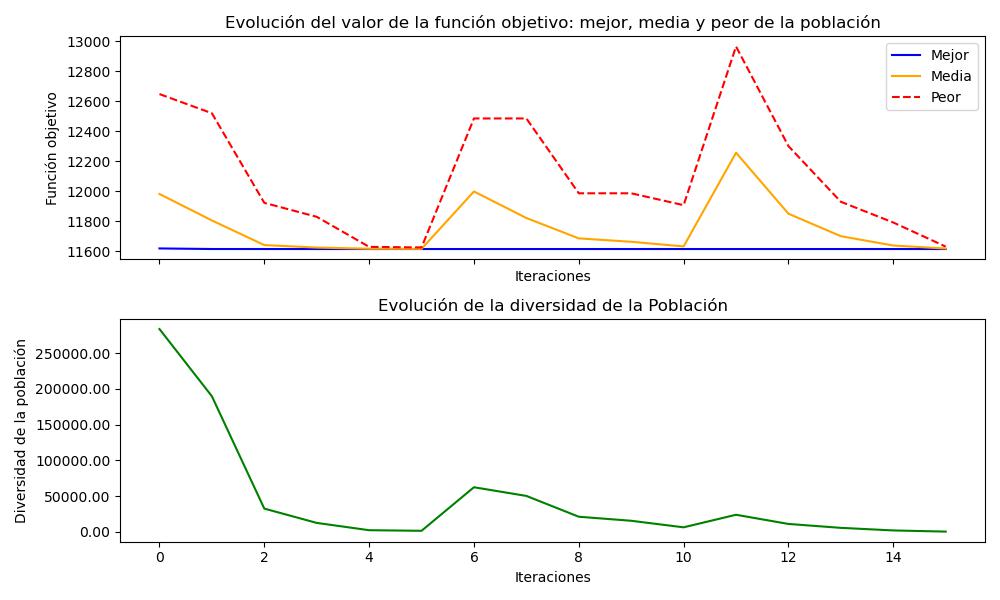 Evolución del valor de la función objetivo: mejor, media y peor de la población
Función objetivo
13000
12800
12600
12400
12200
12000
11800
11600
Mejor
Media
Peor
Iteraciones
Evolución de la diversidad de la Población
Diversidad de la población
250000.00
200000.00
150000.00
100000.00
50000.00
0.00
0 2 4 6 8 10 12 14
Iteraciones